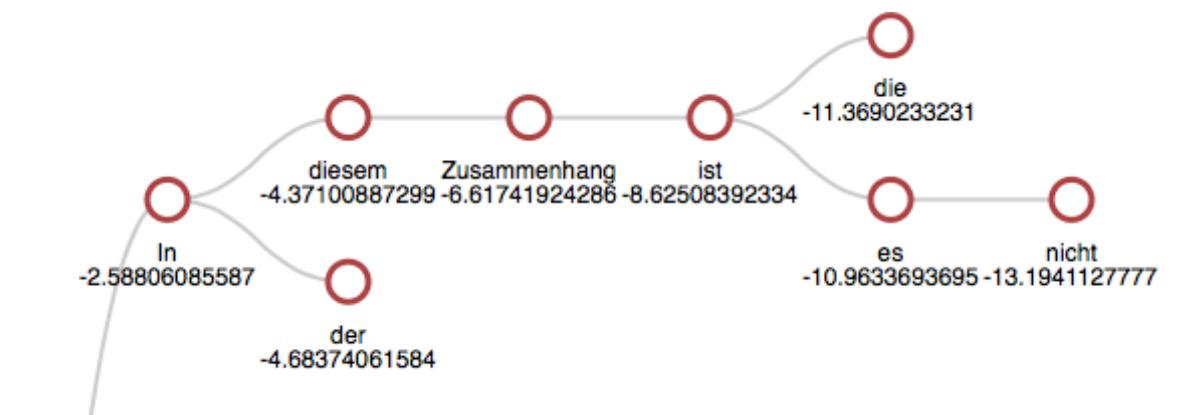 die
-11.3690233231
diesem Zusammenhang ist
-4.37100887299 -6.61741924286 -8.62508392334
In es nicht
-2.58806085587 -10.9633693695 -13.1941127777
der
-4.68374061584